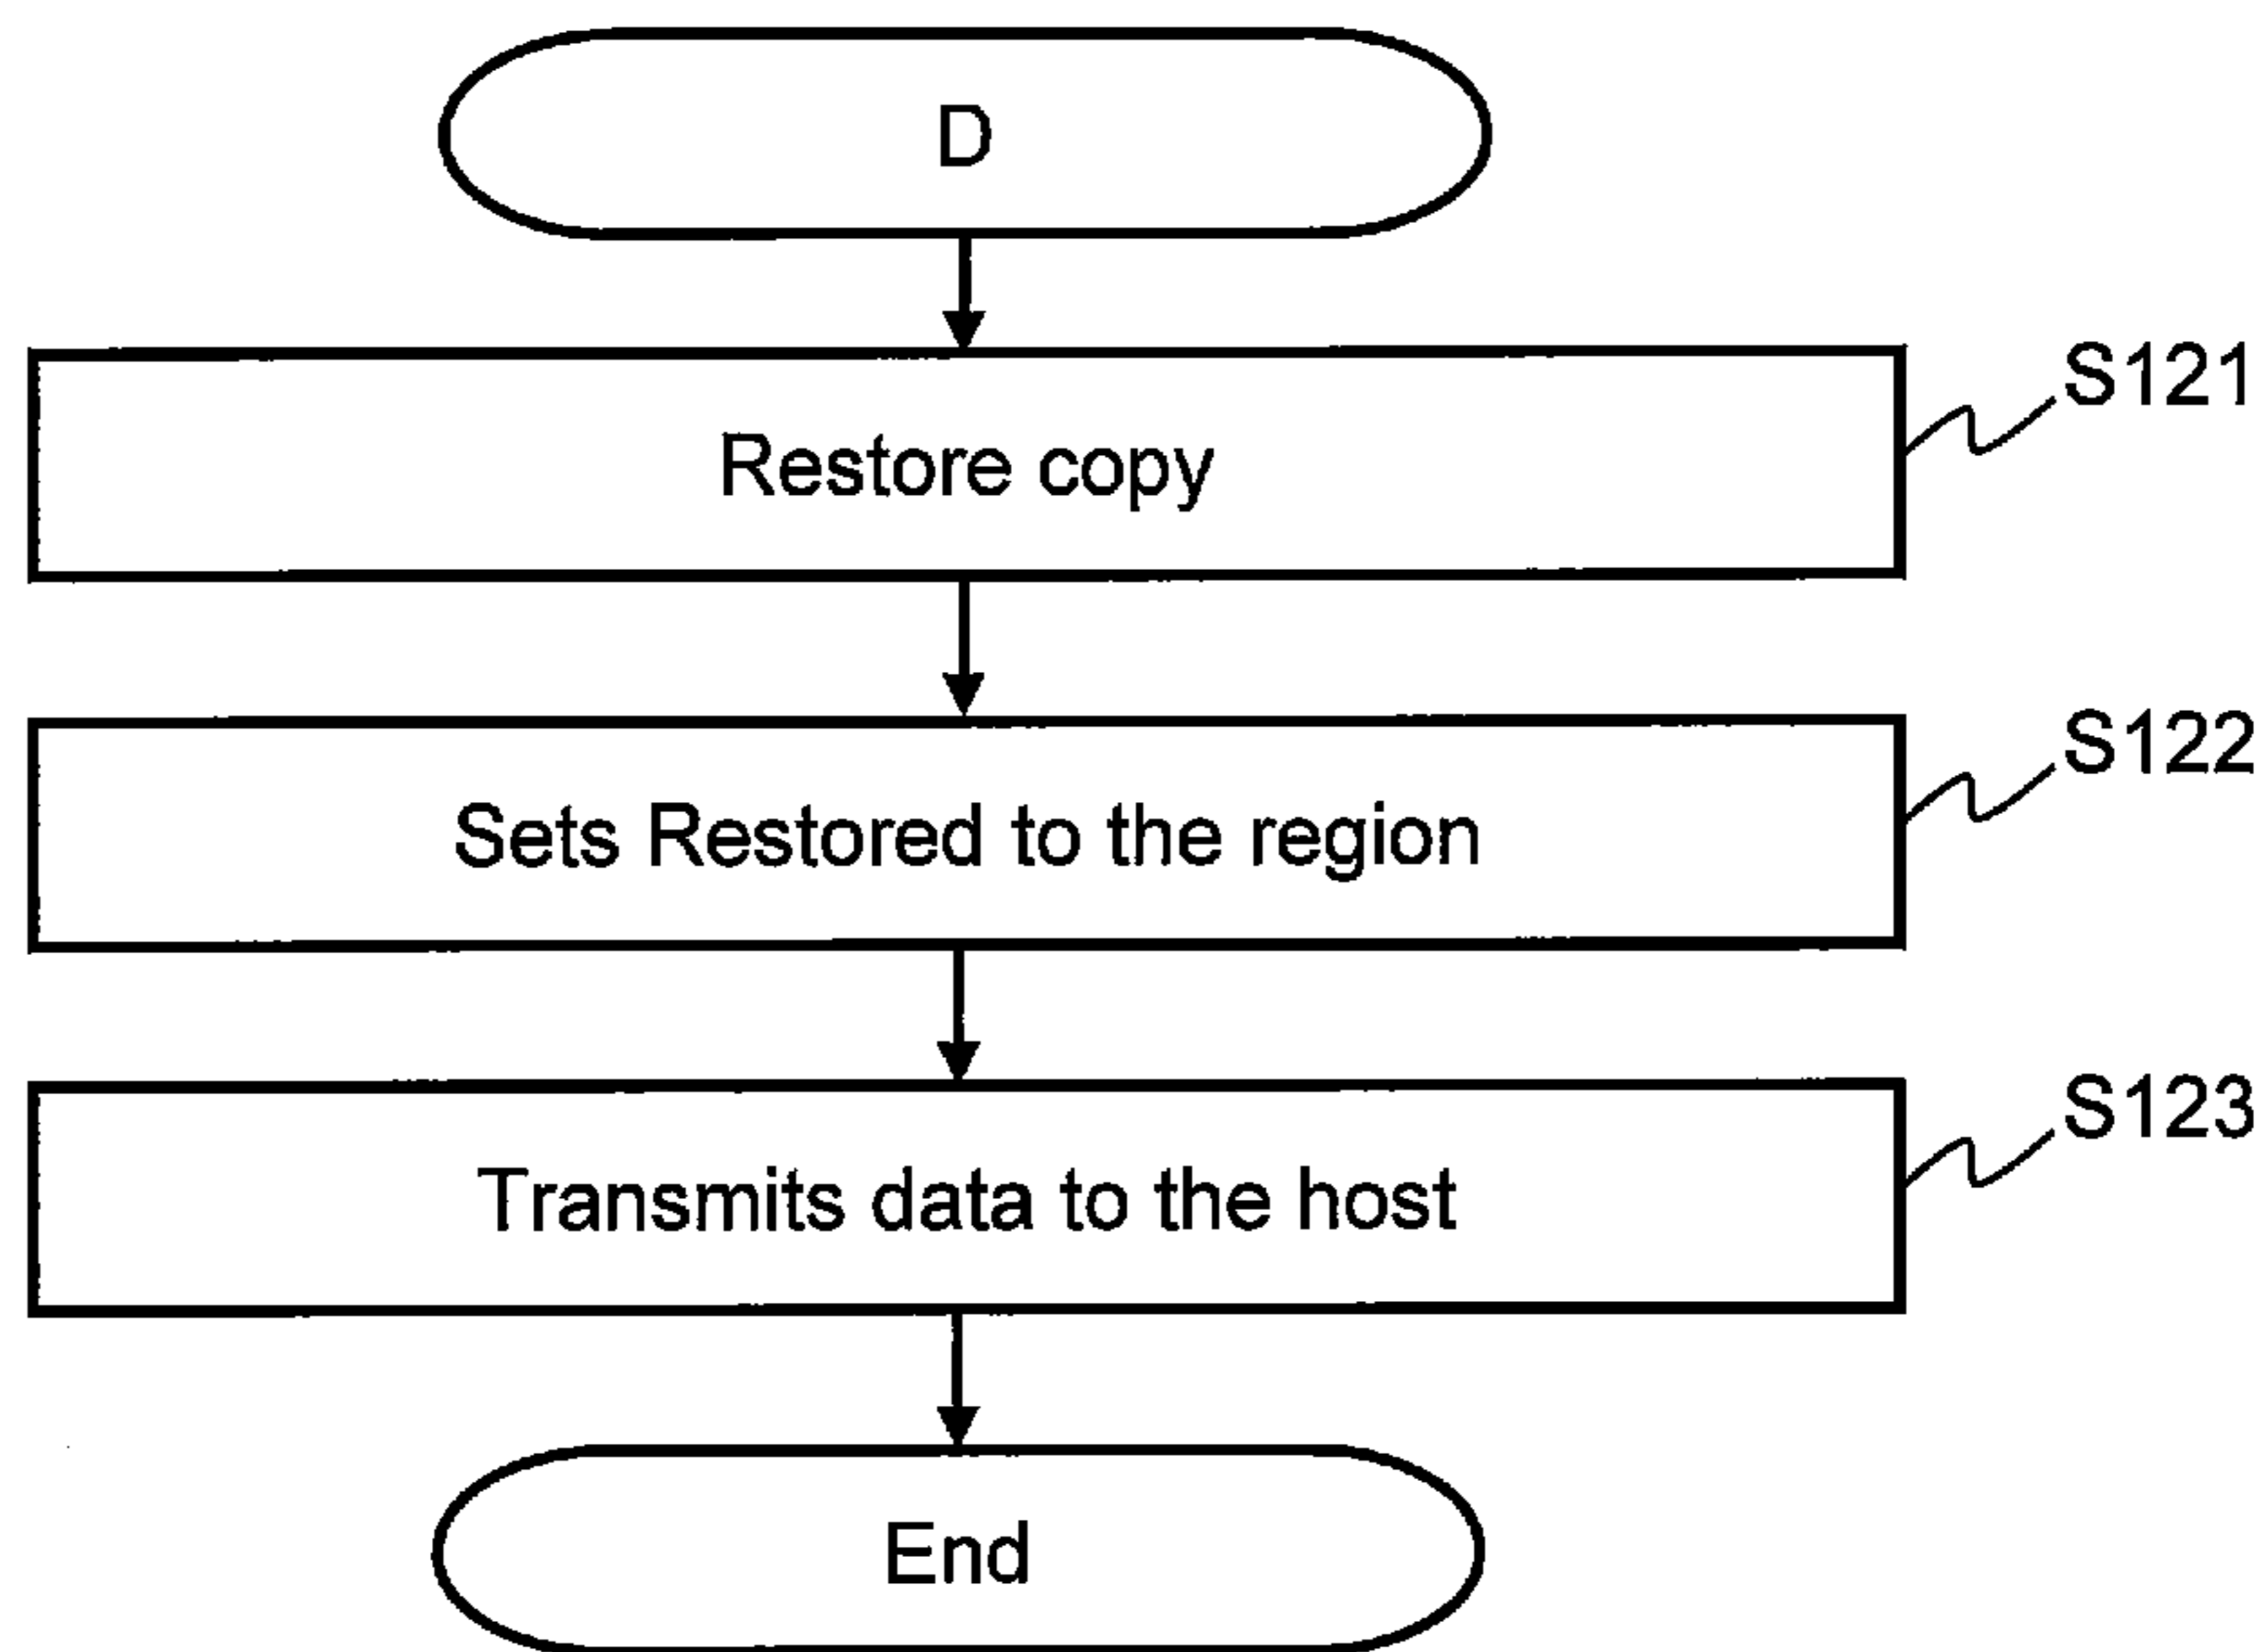 D
S121
Restore copy
S122
Sets Restored to the region
S123
Transmits data to the host
End